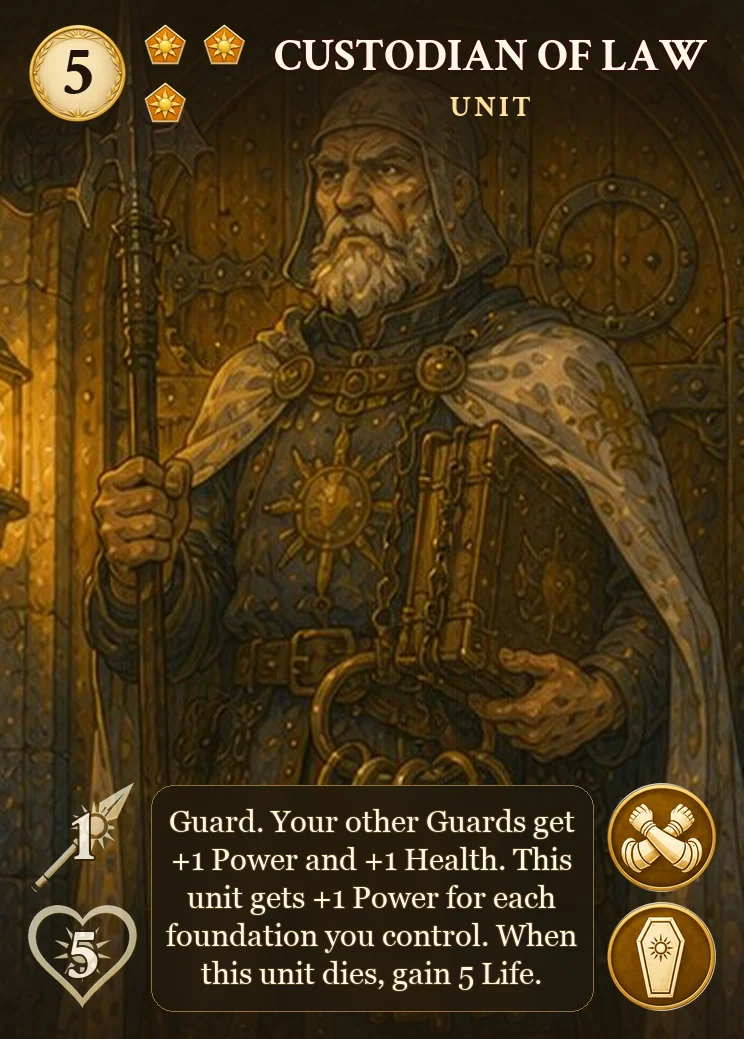 5
CUSTODIAN OF LAW
UNIT
1
5
Guard. Your other Guards get
+1 Power and +1 Health. This
unit gets +1 Power for each
foundation you control. When
this unit dies, gain 5 Life.